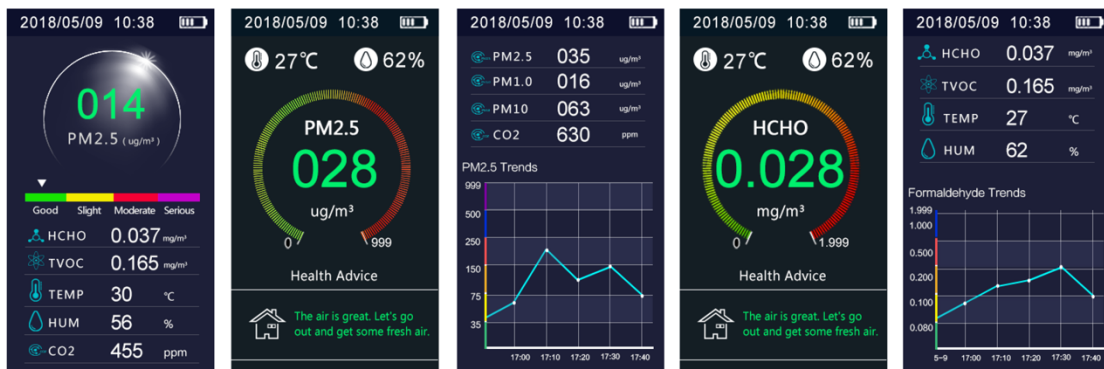 2018/05/09 10:38
014
PM2.5 (ug/m³)
Good Slight Moderate Serious
HCHO 0.037 mg/m³
TVOC 0.165 mg/m³
TEMP 30 ℃
HUM 56 %
CO2 455 ppm
2018/05/09 10:38
27℃ 62%
PM2.5
028
ug/m³
0 999
Health Advice
The air is great. Let's go
out and get some fresh air.
2018/05/09 10:38
PM2.5 035 ug/m³
PM1.0 016 ug/m³
PM10 063 ug/m³
CO2 630 ppm
PM2.5 Trends
999
500
250
150
75
35
17:00 17:10 17:20 17:30 17:40
2018/05/09 10:38
27℃ 62%
HCHO
0.028
mg/m³
0 1.999
Health Advice
The air is great. Let's go
out and get some fresh air.
2018/05/09 10:38
HCHO 0.037 mg/m³
TVOC 0.165 mg/m³
TEMP 27 ℃
HUM 62 %
Formaldehyde Trends
1.999
1.000
0.500
0.200
0.100
0.080
5-9 17:00 17:10 17:20 17:30 17:40